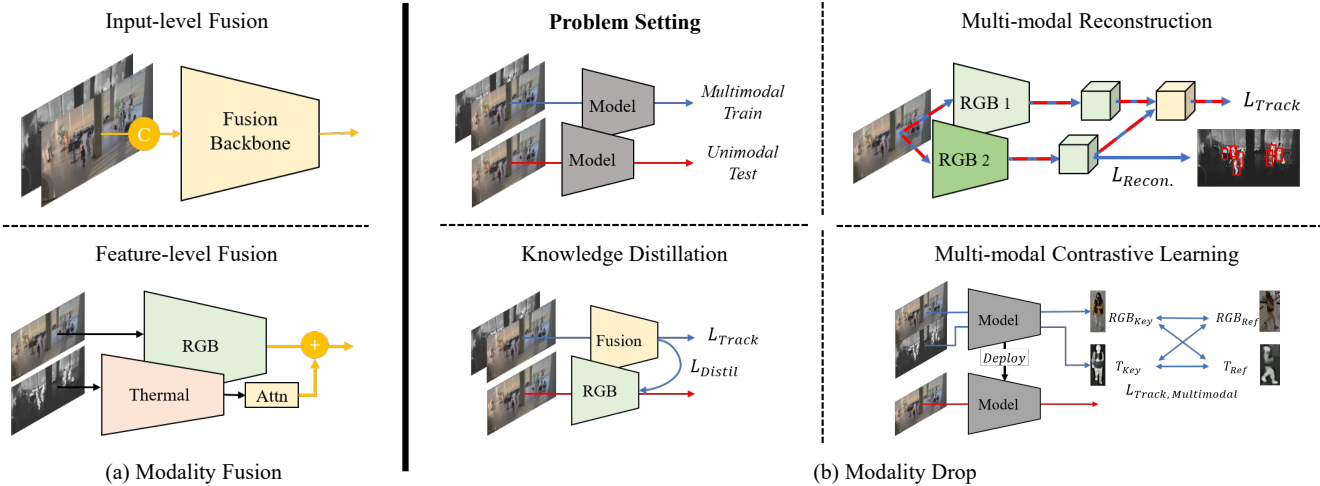 Input-level Fusion
C
Fusion
Backbone
Feature-level Fusion
RGB
+
Thermal
Attn
(a) Modality Fusion
Problem Setting
Model
Multimodal
Train
Model
Unimodal
Test
Multi-modal Reconstruction
RGB 1
RGB 2
L_Track
L_Recon.
Knowledge Distillation
Fusion
L_Track
L_Distil
RGB
Multi-modal Contrastive Learning
Model
RGB_Key
RGB_Ref
Deploy
T_Key
T_Ref
L_Track,Multimodal
Model
(b) Modality Drop